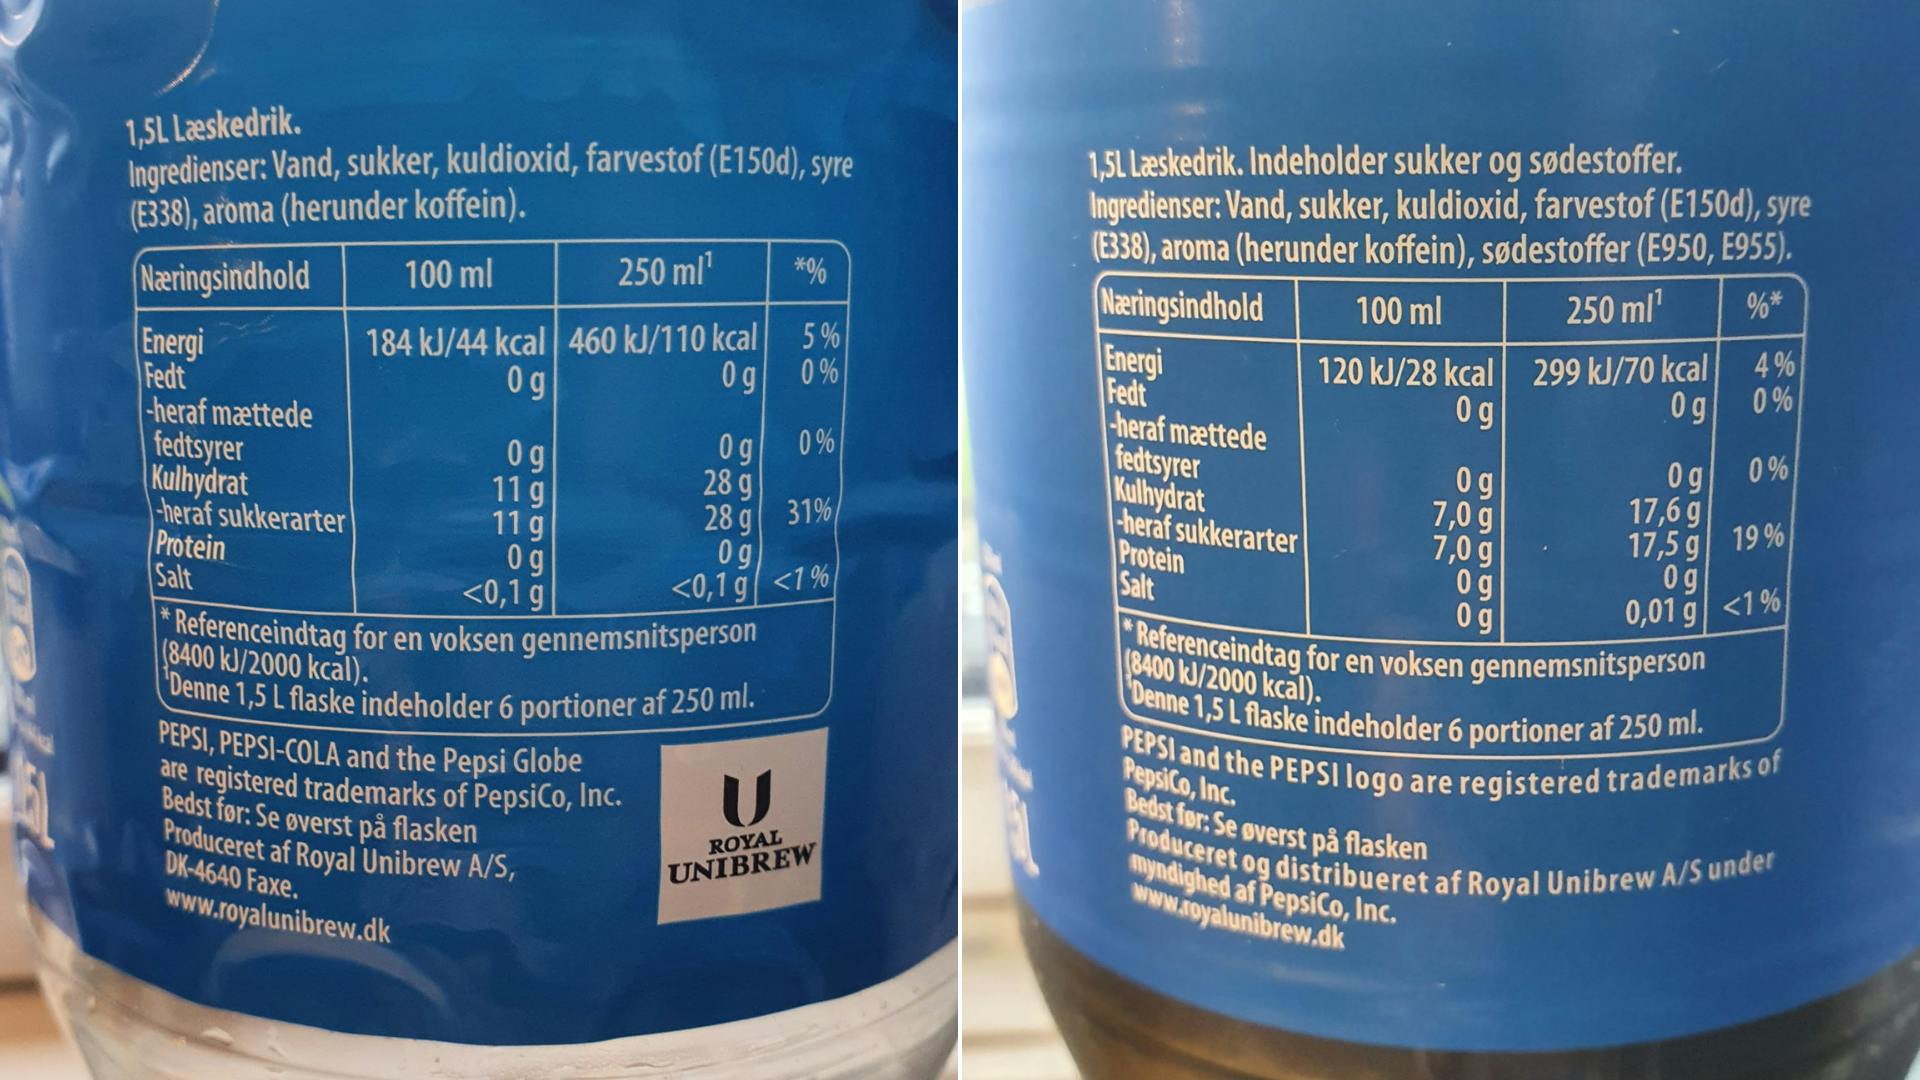 1,5L Læskedrik.
Ingredienser: Vand, sukker, kuldioxid, farvestof (E150d), syre
(E338), aroma (herunder koffein).
Næringsindhold 100 ml 250 ml¹ *%
Energi 184 kJ/44 kcal 460 kJ/110 kcal 5 %
Fedt 0 g 0 g 0 %
-heraf mættede
fedtsyrer 0 g 0 g 0 %
Kulhydrat 11 g 28 g
-heraf sukkerarter 11 g 28 g 31%
Protein 0 g 0 g
Salt <0,1 g <0,1 g <1 %
* Referenceindtag for en voksen gennemsnitsperson
(8400 kJ/2000 kcal).
¹Denne 1,5 L flaske indeholder 6 portioner af 250 ml.
PEPSI, PEPSI-COLA and the Pepsi Globe
are registered trademarks of PepsiCo, Inc.
Bedst før: Se øverst på flasken
Produceret af Royal Unibrew A/S,
DK-4640 Faxe.
www.royalunibrew.dk
ROYAL
UNIBREW
1,5L Læskedrik. Indeholder sukker og sødestoffer.
Ingredienser: Vand, sukker, kuldioxid, farvestof (E150d), syre
(E338), aroma (herunder koffein), sødestoffer (E950, E955).
Næringsindhold 100 ml 250 ml¹ %*
Energi 120 kJ/28 kcal 299 kJ/70 kcal 4 %
Fedt 0 g 0 g 0 %
-heraf mættede
fedtsyrer 0 g 0 g 0 %
Kulhydrat 7,0 g 17,6 g
-heraf sukkerarter 7,0 g 17,5 g 19 %
Protein 0 g 0 g
Salt 0 g 0,01 g <1 %
* Referenceindtag for en voksen gennemsnitsperson
(8400 kJ/2000 kcal).
¹Denne 1,5 L flaske indeholder 6 portioner af 250 ml.
PEPSI and the PEPSI logo are registered trademarks of
PepsiCo, Inc.
Bedst før: Se øverst på flasken
Produceret og distribueret af Royal Unibrew A/S under
myndighed af PepsiCo, Inc.
www.royalunibrew.dk